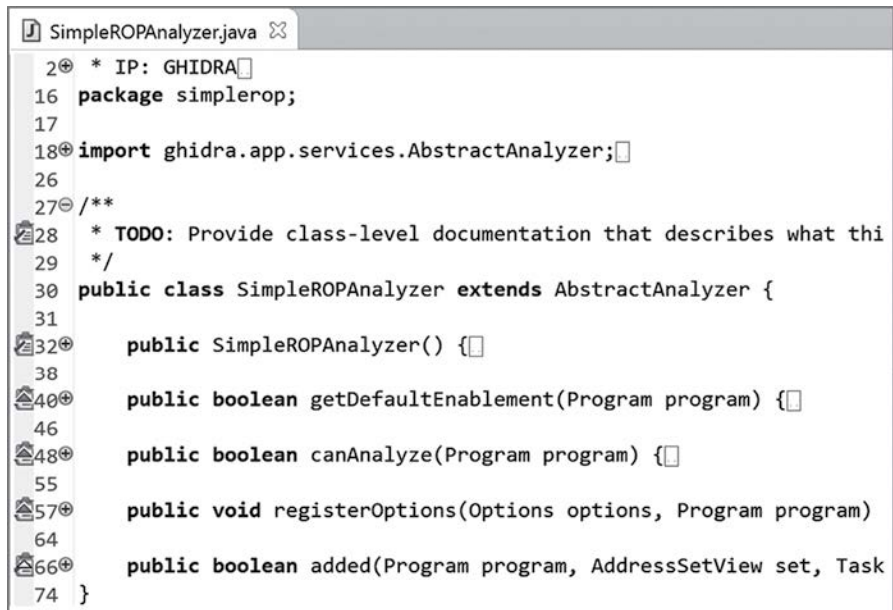 SimpleROPAnalyzer.java
2 * IP: GHIDRA
16 package simplerop;
17
18 import ghidra.app.services.AbstractAnalyzer;
26
27 /**
28 * TODO: Provide class-level documentation that describes what thi
29 */
30 public class SimpleROPAnalyzer extends AbstractAnalyzer {
31
32 public SimpleROPAnalyzer() {
38
40 public boolean getDefaultEnablement(Program program) {
46
48 public boolean canAnalyze(Program program) {
55
57 public void registerOptions(Options options, Program program)
64
66 public boolean added(Program program, AddressSetView set, Task
74 }